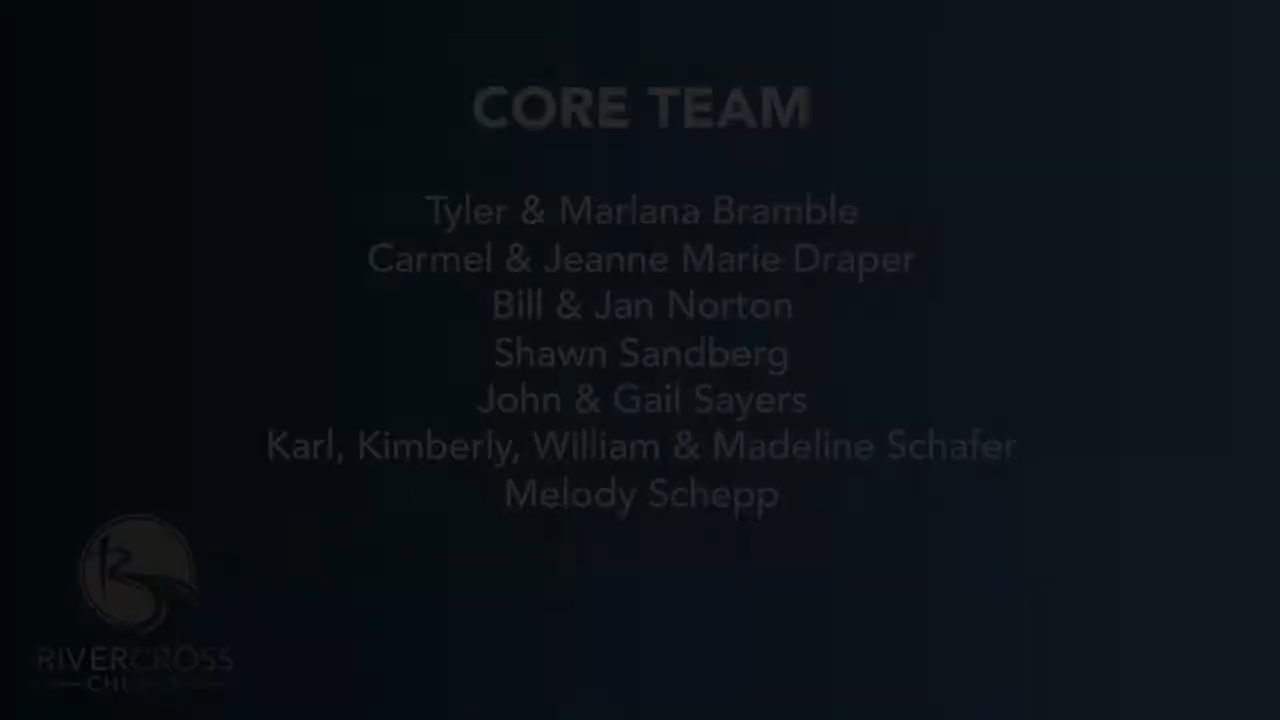 CORE TEAM
Tyler & Marlana Bramble
Carmel & Jeanne Marie Draper
Bill & Jan Norton
Shawn Sandberg
John & Gail Sayers
Karl, Kimberly, William & Madeline Schafer
Melody Schepp
RIVERCROSS
CHURCH